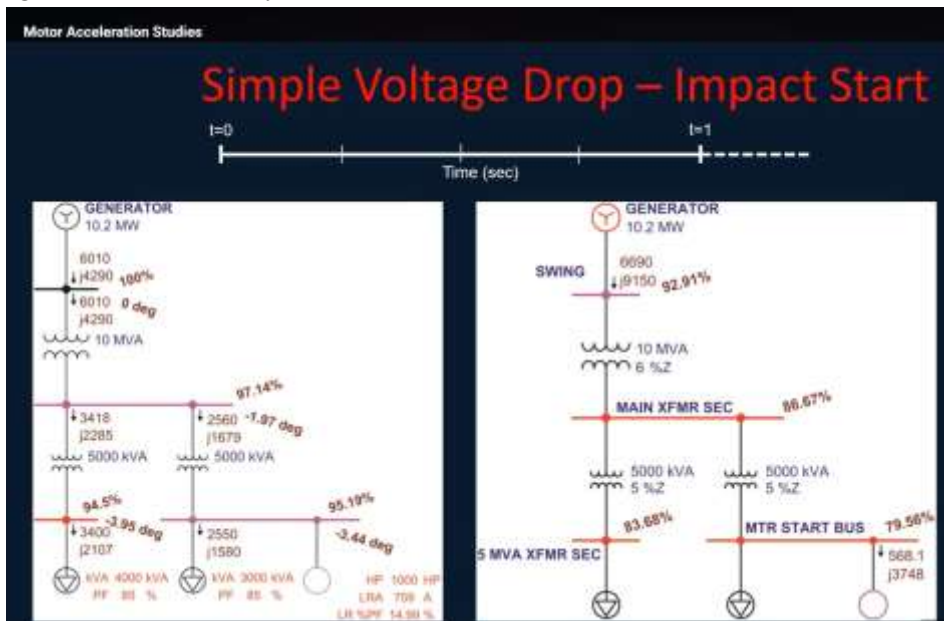 Motor Acceleration Studies
Simple Voltage Drop – Impact Start
t=0
t=1
Time (sec)
GENERATOR
10.2 MW
6010
j4290
100%
6010
0 deg
j4290
10 MVA
97.14%
3418
j2285
2560
-1.97 deg
j1679
5000 kVA
5000 kVA
94.5%
-3.95 deg
95.19%
-3.44 deg
3400
j2107
2550
j1580
kVA 4000 kVA
PF 85 %
kVA 3000 kVA
PF 85 %
HP 1000 HP
LRA 709 A
LR %PF 14.99 %
GENERATOR
10.2 MW
SWING
6690
j9150
92.91%
10 MVA
6 %Z
MAIN XFMR SEC
86.67%
5000 kVA
5 %Z
5000 kVA
5 %Z
83.68%
5 MVA XFMR SEC
MTR START BUS
79.56%
568.1
j3748